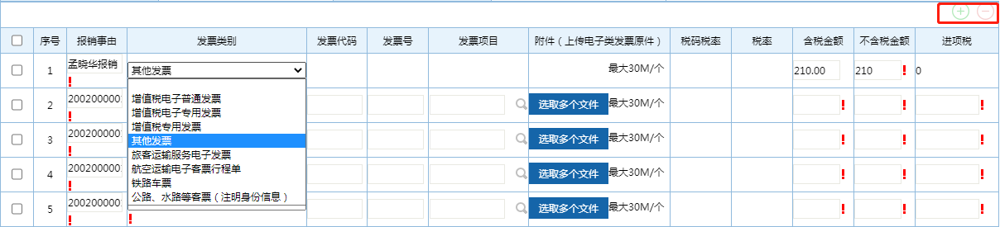 序号 报销事由 发票类别 发票代码 发票号 发票项目 附件（上传电子类发票原件） 税码税率 税率 含税金额 不含税金额 进项税
1 孟晓华报销 ! 其他发票 最大30M/个 210.00 210 ! 0
增值税电子普通发票
增值税电子专用发票
增值税专用发票
其他发票
旅客运输服务电子发票
航空运输电子客票行程单
铁路车票
公路、水路等客票（注明身份信息）
2 200200000 ! 选取多个文件 最大30M/个 ! ! !
3 200200000 ! 选取多个文件 最大30M/个 ! ! !
4 200200000 ! 选取多个文件 最大30M/个 ! ! !
5 200200000 ! ! 选取多个文件 最大30M/个 ! ! !